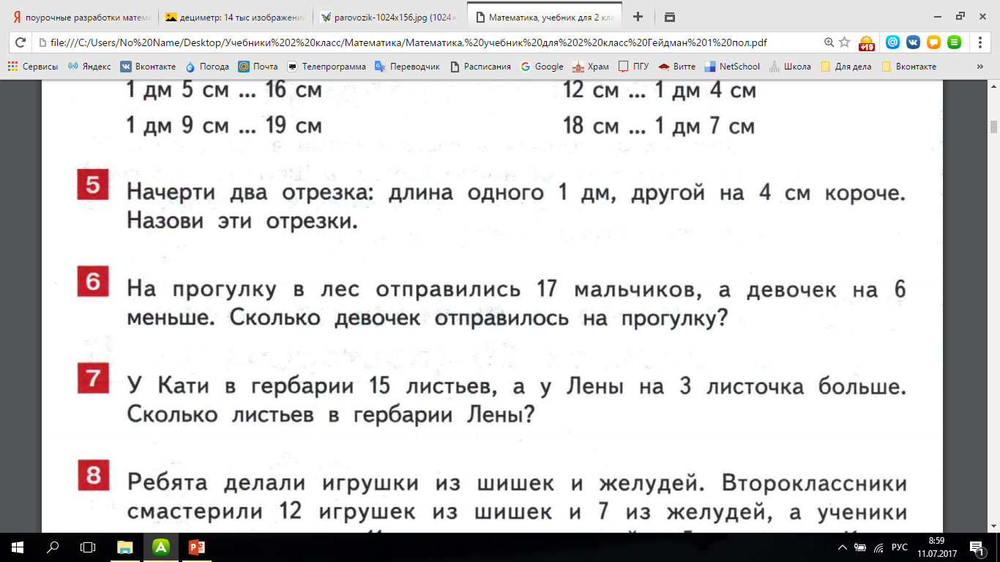 поурочные разработки матема
дециметр: 14 тыс изображений
parovozik-1024x156.jpg (1024×
Математика, учебник для 2 кла
file:///C:/Users/No%20Name/Desktop/Учебники%202%20класс/Математика/Математика,%20учебник%20для%202%20класс%20Гейдман%201%20пол.pdf
+19
Сервисы Яндекс Вконтакте Погода Почта Телепрограмма Переводчик Расписания Google Храм ПГУ Витте NetSchool Школа Для дела Вконтакте »
1 дм 5 см ... 16 см 12 см ... 1 дм 4 см
1 дм 9 см ... 19 см 18 см ... 1 дм 7 см
5 Начерти два отрезка: длина одного 1 дм, другой на 4 см короче.
Назови эти отрезки.
6 На прогулку в лес отправились 17 мальчиков, а девочек на 6
меньше. Сколько девочек отправилось на прогулку?
7 У Кати в гербарии 15 листьев, а у Лены на 3 листочка больше.
Сколько листьев в гербарии Лены?
8 Ребята делали игрушки из шишек и желудей. Второклассники
смастерили 12 игрушек из шишек и 7 из желудей, а ученики
РУС
8:59
11.07.2017
1